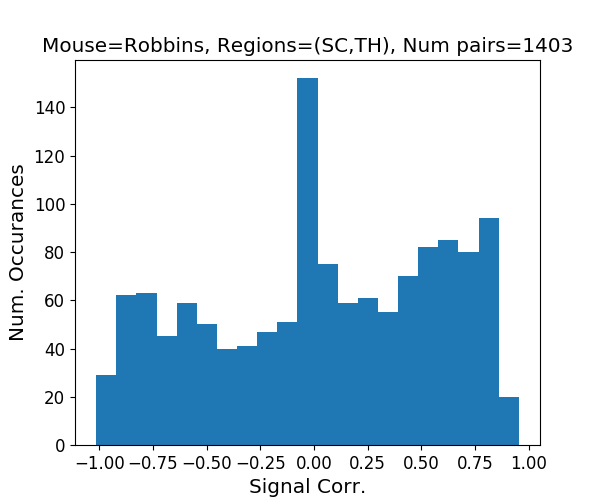 Mouse=Robbins, Regions=(SC,TH), Num pairs=1403
Num. Occurances
140
120
100
80
60
40
20
0
−1.00 −0.75 −0.50 −0.25 0.00 0.25 0.50 0.75 1.00
Signal Corr.